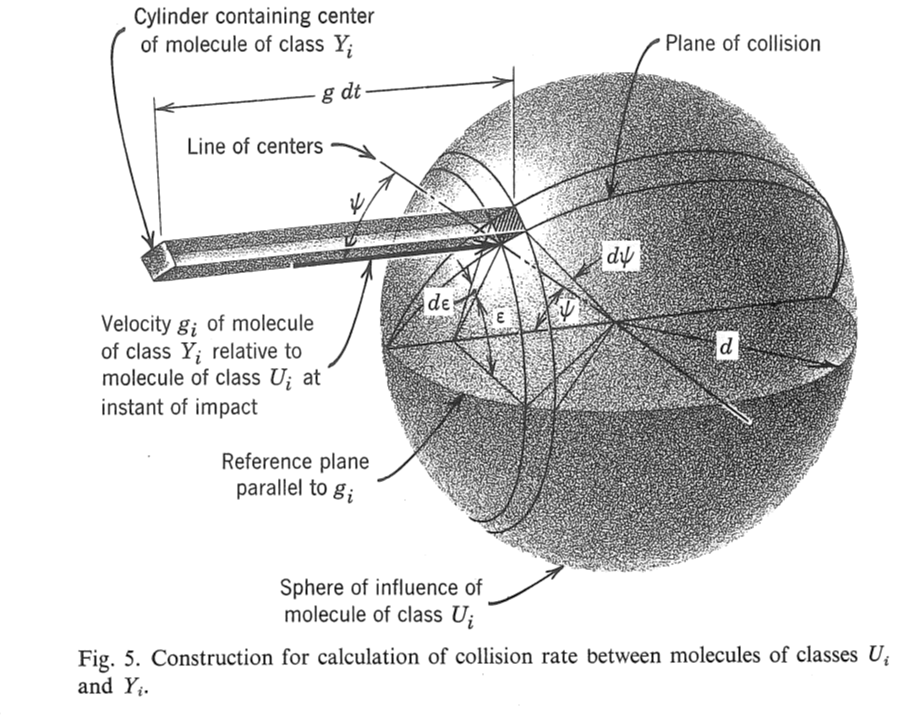 Cylinder containing center
of molecule of class Yᵢ
Plane of collision
g dt
Line of centers
ψ
dψ
dε
ε
ψ
d
Velocity gᵢ of molecule
of class Yᵢ relative to
molecule of class Uᵢ at
instant of impact
Reference plane
parallel to gᵢ
Sphere of influence of
molecule of class Uᵢ
Fig. 5. Construction for calculation of collision rate between molecules of classes Uᵢ
and Yᵢ.